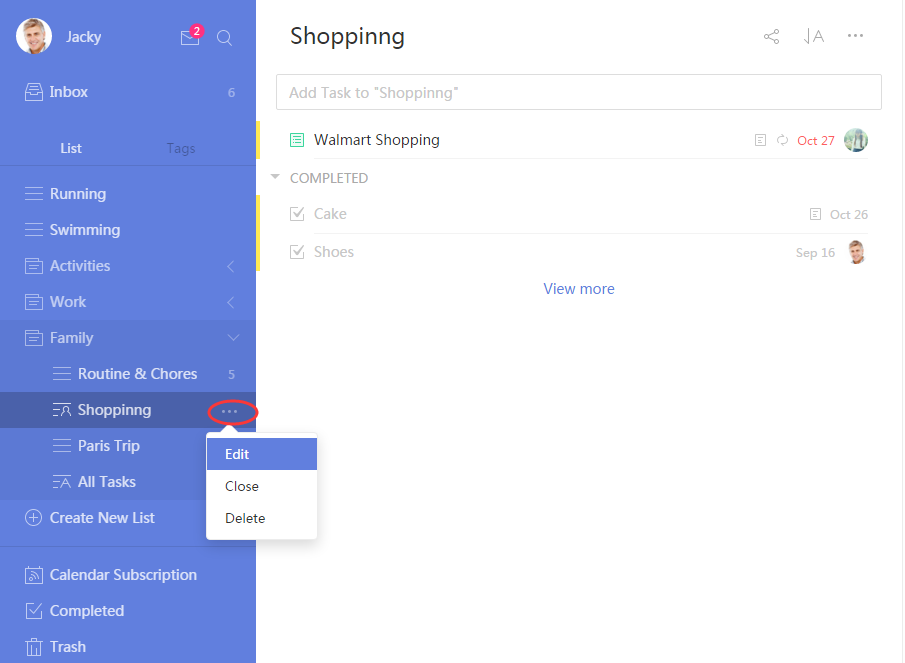 Jacky
2
Inbox 6
List Tags
Running
Swimming
Activities
Work
Family
Routine & Chores 5
Shoppinng
Paris Trip
All Tasks
Create New List
Calendar Subscription
Completed
Trash
Edit
Close
Delete
Shoppinng
Add Task to "Shoppinng"
Walmart Shopping Oct 27
COMPLETED
Cake Oct 26
Shoes Sep 16
View more